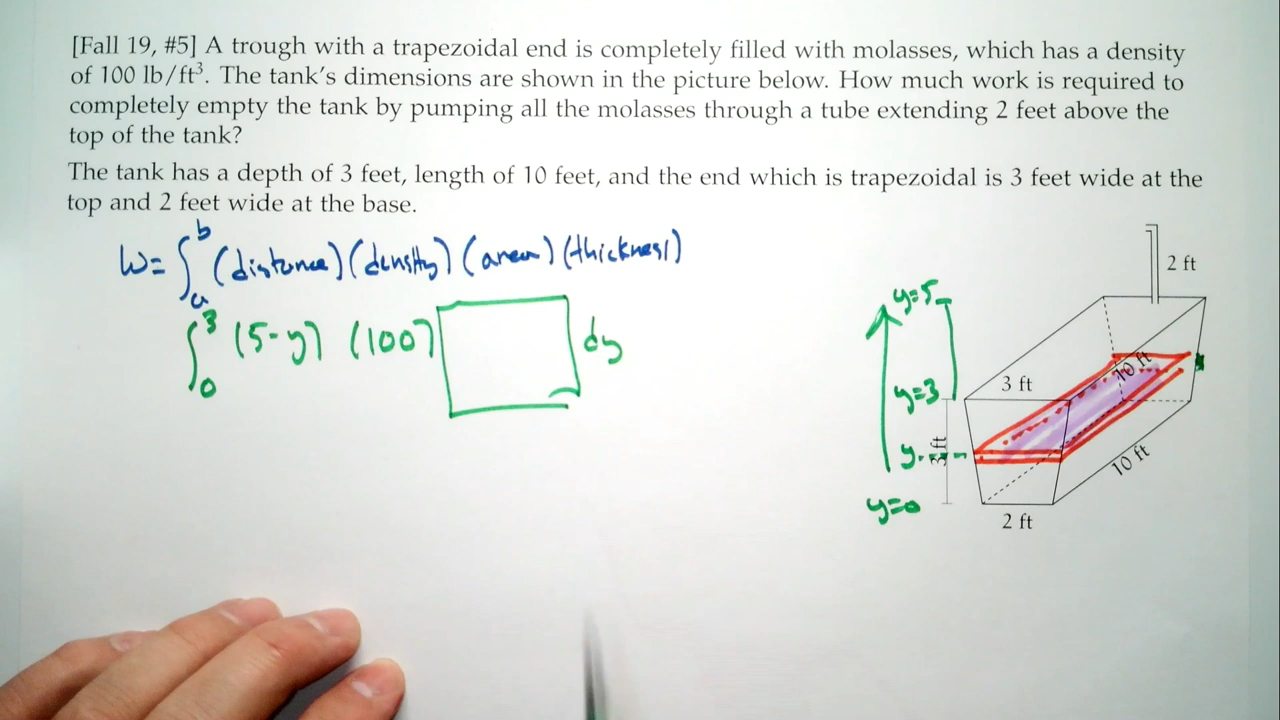 [Fall 19, #5] A trough with a trapezoidal end is completely filled with molasses, which has a density
of 100 lb/ft³. The tank's dimensions are shown in the picture below. How much work is required to
completely empty the tank by pumping all the molasses through a tube extending 2 feet above the
top of the tank?
The tank has a depth of 3 feet, length of 10 feet, and the end which is trapezoidal is 3 feet wide at the
top and 2 feet wide at the base.
W=∫_a^b (distance)(density)(area)(thickness)
∫_0^3 (5-y) (100) dy
2 ft
y=5
10 ft
3 ft
y=3
y
3 ft
10 ft
y=0
2 ft